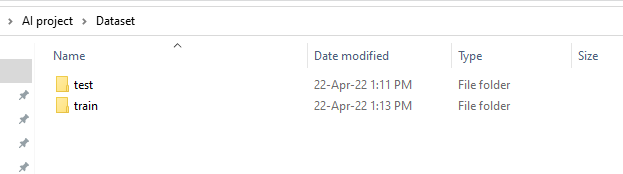 AI project > Dataset
Name Date modified Type Size
test 22-Apr-22 1:11 PM File folder
train 22-Apr-22 1:13 PM File folder